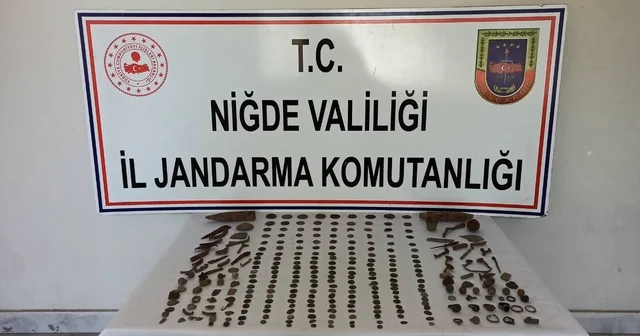 T.C.
NİĞDE VALİLİĞİ
İL JANDARMA KOMUTANLIĞI